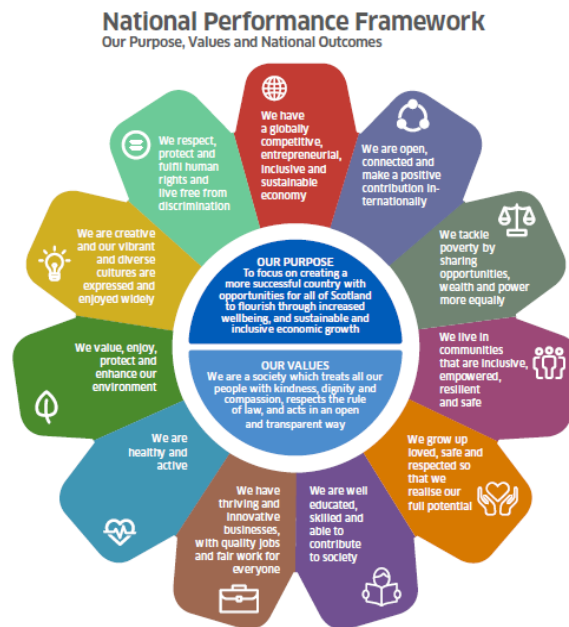 National Performance Framework
Our Purpose, Values and National Outcomes
We have
a globally
competitive,
entrepreneurial,
inclusive and
sustainable
economy
We are open,
connected and
make a positive
contribution in-
ternationally
We tackle
poverty by
sharing
opportunities,
wealth and power
more equally
We live in
communities
that are inclusive,
empowered,
resilient
and safe
We grow up
loved, safe and
respected so
that we
realise our
full potential
We are well
educated,
skilled and
able to
contribute
to society
We have
thriving and
innovative
businesses,
with quality jobs
and fair work for
everyone
We are
healthy and
active
We value, enjoy,
protect and
enhance our
environment
We are creative
and our vibrant
and diverse
cultures are
expressed and
enjoyed widely
We respect,
protect and
fulfil human
rights and
live free from
discrimination
OUR PURPOSE
To focus on creating a
more successful country with
opportunities for all of Scotland
to flourish through increased
wellbeing, and sustainable and
inclusive economic growth
OUR VALUES
We are a society which treats all our
people with kindness, dignity and
compassion, respects the rule
of law, and acts in an open
and transparent way